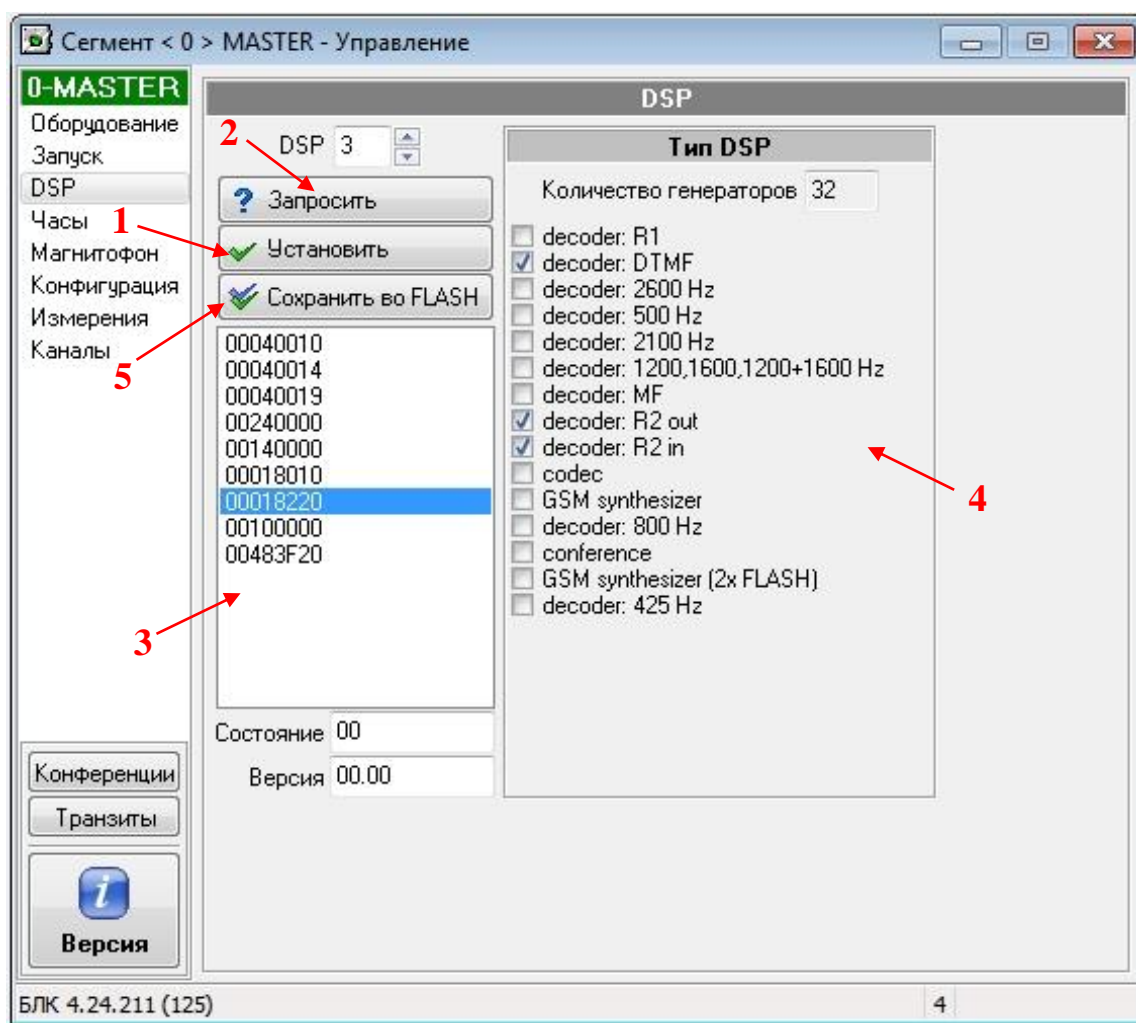 Сегмент < 0 > MASTER - Управление
0-MASTER
Оборудование
Запуск
DSP
Часы
Магнитофон
Конфигурация
Измерения
Каналы
Конференции
Транзиты
Версия
DSP
DSP 3
Запросить
Установить
Сохранить во FLASH
00040010
00040014
00040019
00240000
00140000
00018010
00018220
00100000
00483F20
Состояние 00
Версия 00.00
Тип DSP
Количество генераторов 32
decoder: R1
decoder: DTMF
decoder: 2600 Hz
decoder: 500 Hz
decoder: 2100 Hz
decoder: 1200,1600,1200+1600 Hz
decoder: MF
decoder: R2 out
decoder: R2 in
codec
GSM synthesizer
decoder: 800 Hz
conference
GSM synthesizer (2x FLASH)
decoder: 425 Hz
2
1
5
3
4
БЛК 4.24.211 (125)
4